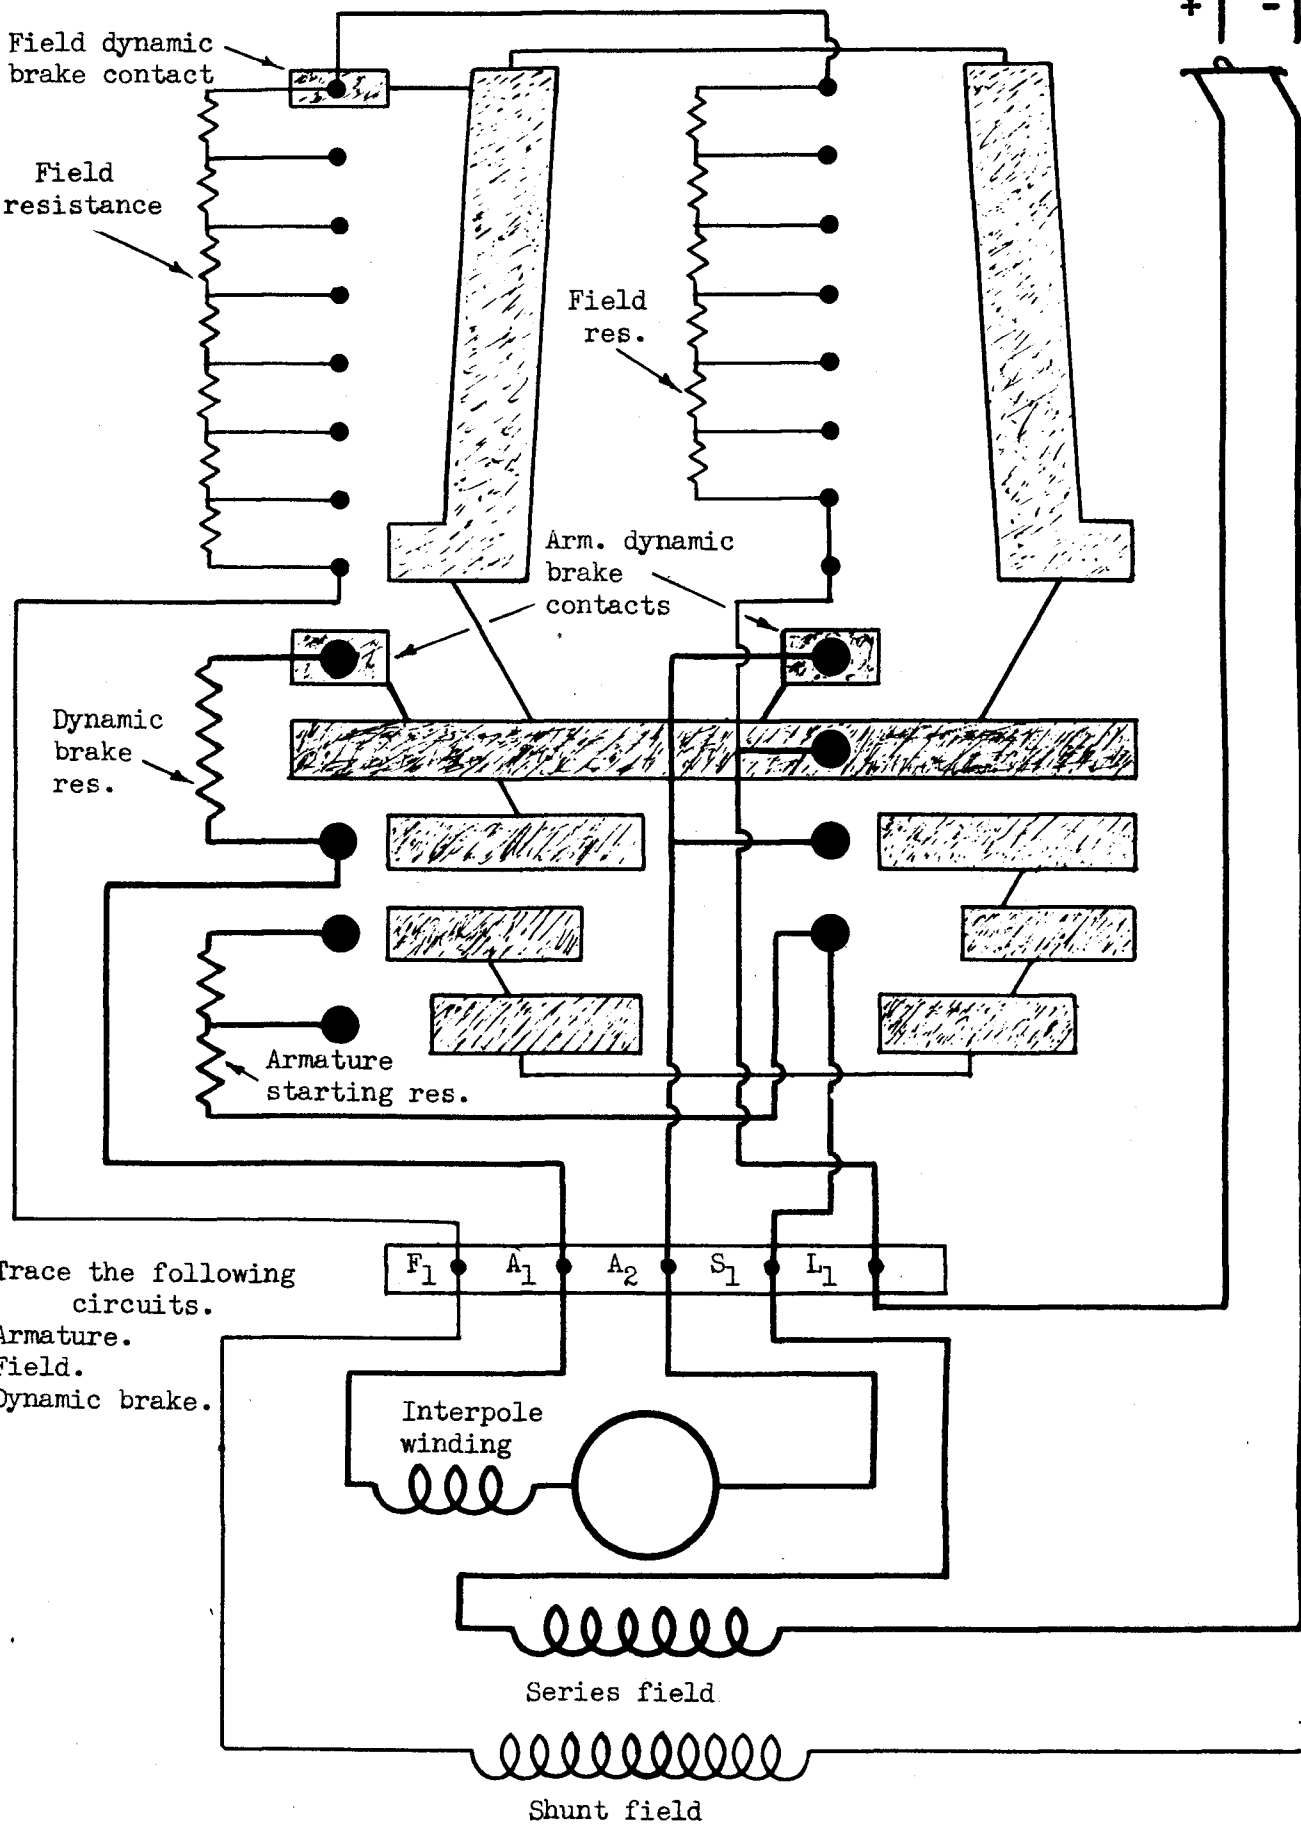 + -
Field dynamic
brake contact
Field
resistance
Field
res.
Arm. dynamic
brake
contacts
Dynamic
brake
res.
Armature
starting res.
F1 A1 A2 S1 L1
Trace the following
circuits.
Armature.
Field.
Dynamic brake.
Interpole
winding
Series field
Shunt field